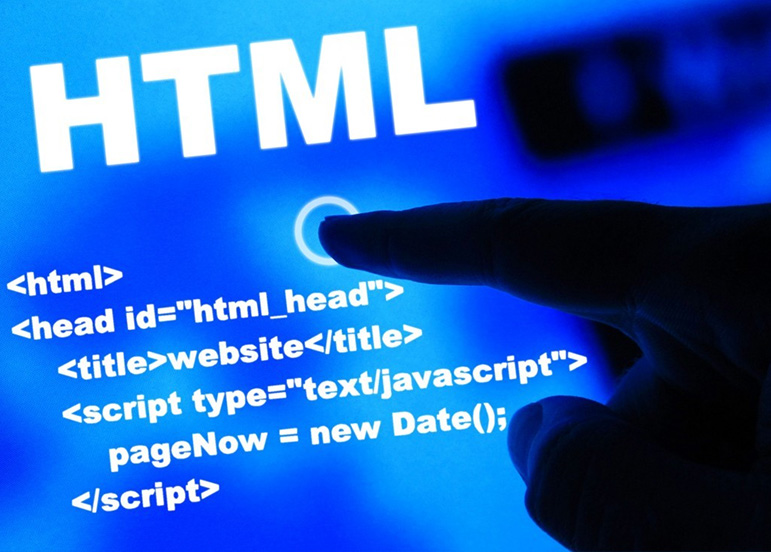 HTML
<html>
<head id="html_head">
<title>website</title>
<script type="text/javascript">
pageNow = new Date();
</script>